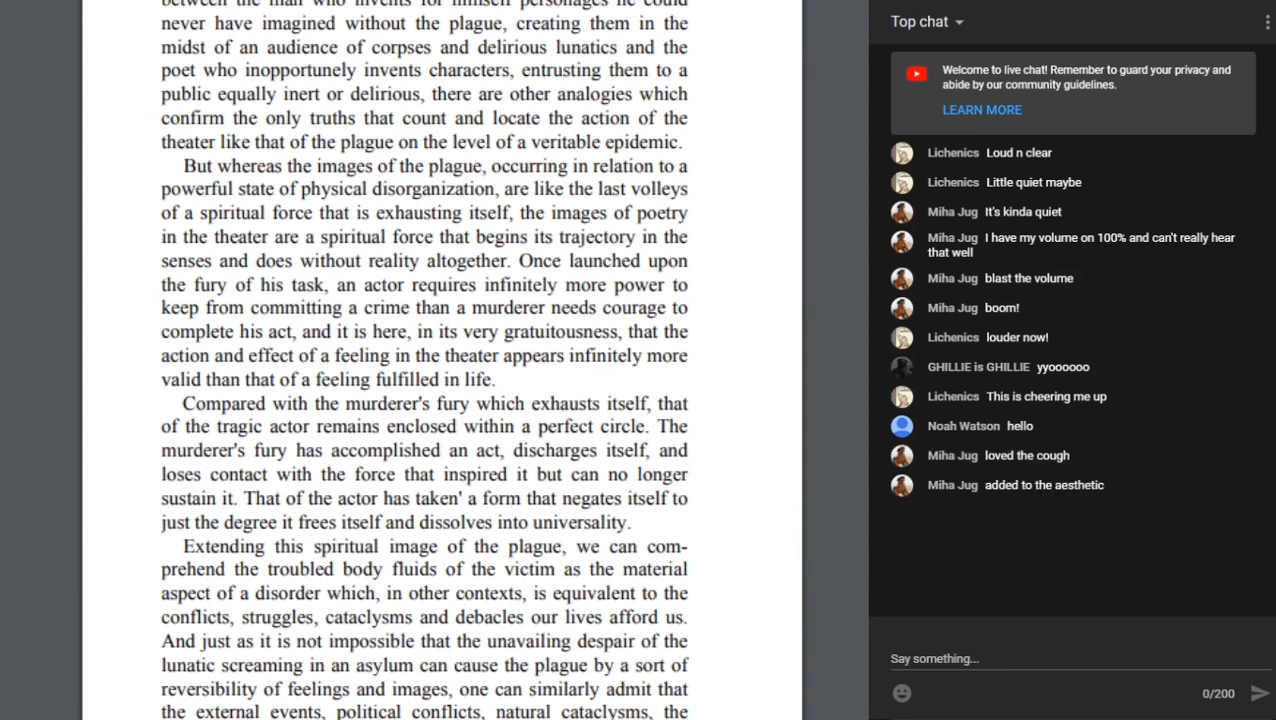 between the man who invents for himself personages he could
never have imagined without the plague, creating them in the
midst of an audience of corpses and delirious lunatics and the
poet who inopportunely invents characters, entrusting them to a
public equally inert or delirious, there are other analogies which
confirm the only truths that count and locate the action of the
theater like that of the plague on the level of a veritable epidemic.
But whereas the images of the plague, occurring in relation to a
powerful state of physical disorganization, are like the last volleys
of a spiritual force that is exhausting itself, the images of poetry
in the theater are a spiritual force that begins its trajectory in the
senses and does without reality altogether. Once launched upon
the fury of his task, an actor requires infinitely more power to
keep from committing a crime than a murderer needs courage to
complete his act, and it is here, in its very gratuitousness, that the
action and effect of a feeling in the theater appears infinitely more
valid than that of a feeling fulfilled in life.
Compared with the murderer's fury which exhausts itself, that
of the tragic actor remains enclosed within a perfect circle. The
murderer's fury has accomplished an act, discharges itself, and
loses contact with the force that inspired it but can no longer
sustain it. That of the actor has taken' a form that negates itself to
just the degree it frees itself and dissolves into universality.
Extending this spiritual image of the plague, we can com-
prehend the troubled body fluids of the victim as the material
aspect of a disorder which, in other contexts, is equivalent to the
conflicts, struggles, cataclysms and debacles our lives afford us.
And just as it is not impossible that the unavailing despair of the
lunatic screaming in an asylum can cause the plague by a sort of
reversibility of feelings and images, one can similarly admit that
the external events, political conflicts, natural cataclysms, the
Top chat
Welcome to live chat! Remember to guard your privacy and
abide by our community guidelines.
LEARN MORE
Lichenics Loud n clear
Lichenics Little quiet maybe
Miha Jug It's kinda quiet
Miha Jug I have my volume on 100% and can't really hear
that well
Miha Jug blast the volume
Miha Jug boom!
Lichenics louder now!
GHILLIE is GHILLIE yyoooooo
Lichenics This is cheering me up
Noah Watson hello
Miha Jug loved the cough
Miha Jug added to the aesthetic
Say something...
0/200